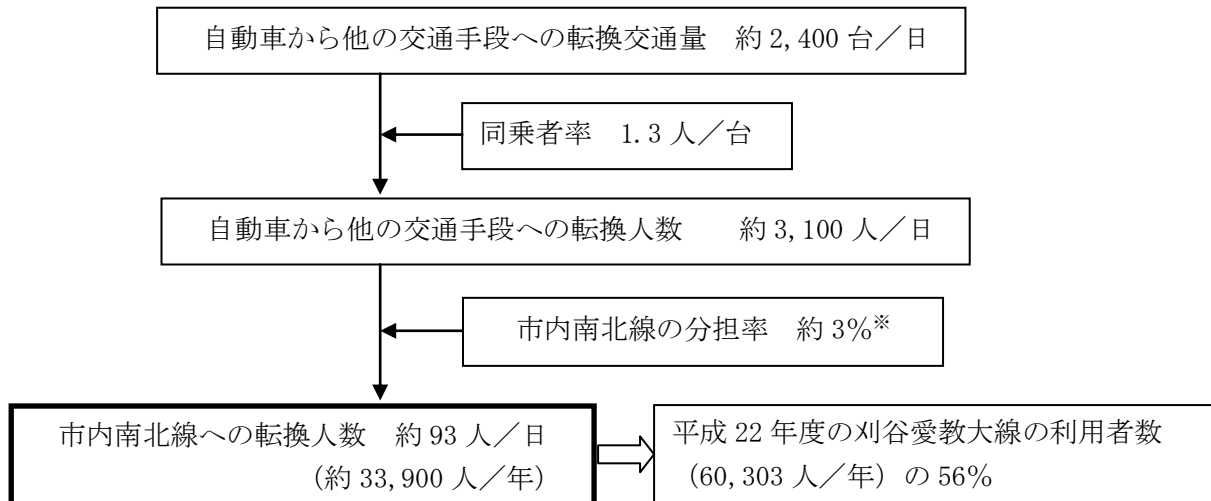 自動車から他の交通手段への転換交通量　約 2,400 台／日
同乗者率　1.3 人／台
自動車から他の交通手段への転換人数　　約 3,100 人／日
市内南北線の分担率　約 3%※
市内南北線への転換人数　約 93 人／日
（約 33,900 人／年）
平成 22 年度の刈谷愛教大線の利用者数
（60,303 人／年）の 56%